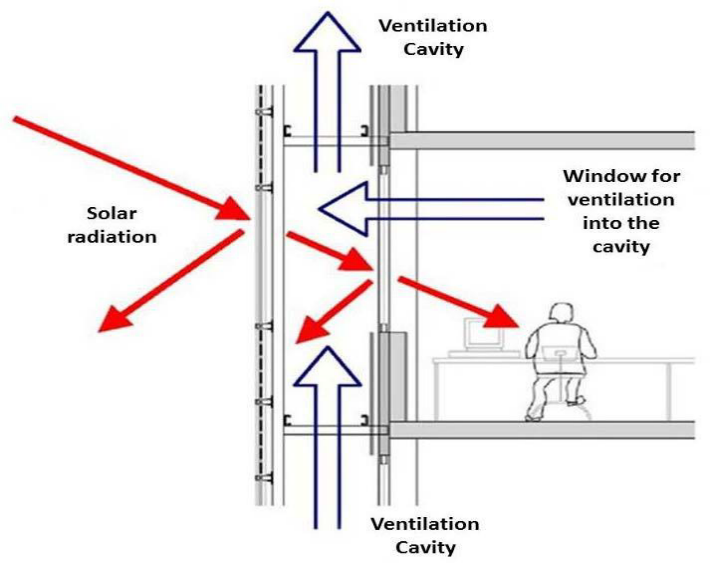 Ventilation
Cavity
Solar
radiation
Window for
ventilation
into the
cavity
Ventilation
Cavity